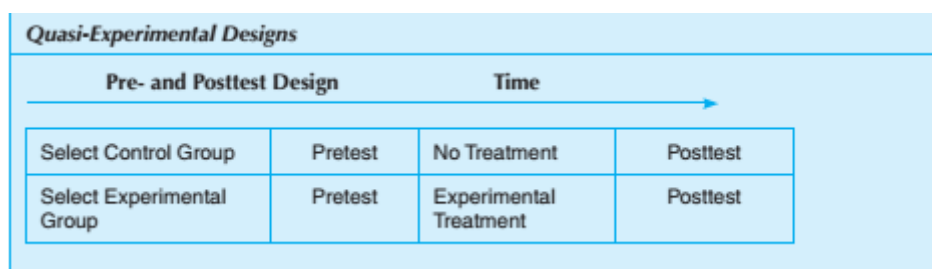 Quasi-Experimental Designs
Pre- and Posttest Design Time
Select Control Group Pretest No Treatment Posttest
Select Experimental Pretest Experimental Posttest
Group Treatment